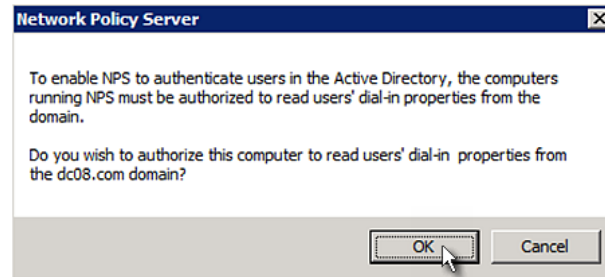 Network Policy Server
To enable NPS to authenticate users in the Active Directory, the computers
running NPS must be authorized to read users' dial-in properties from the
domain.
Do you wish to authorize this computer to read users' dial-in  properties from
the dc08.com domain?
OK
Cancel